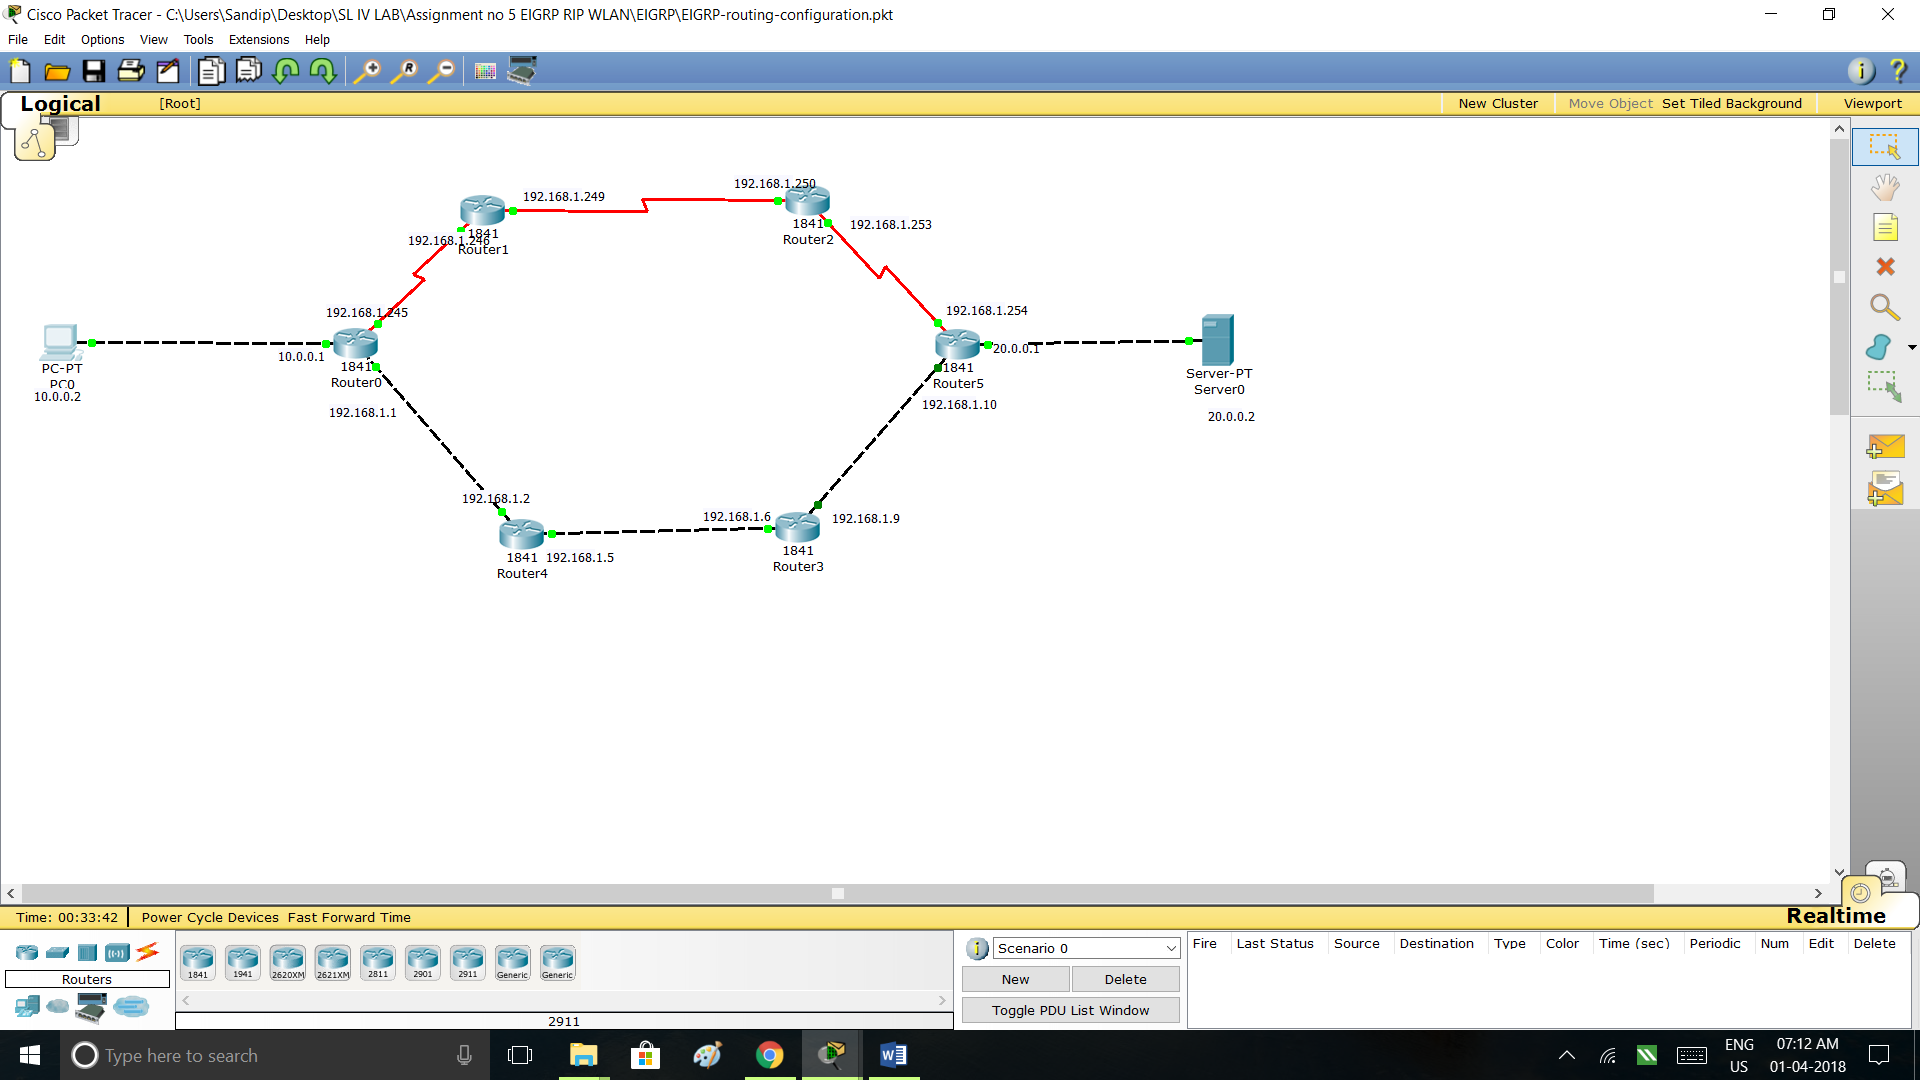 Cisco Packet Tracer - C:\Users\Sandip\Desktop\SL IV LAB\Assignment no 5 EIGRP RIP WLAN\EIGRP\EIGRP-routing-configuration.pkt
File Edit Options View Tools Extensions Help
Logical [Root] New Cluster Move Object Set Tiled Background Viewport
192.168.1.249
192.168.1.250
1841
Router1
192.168.1.246
1841
Router2
192.168.1.253
192.168.1.245
192.168.1.254
PC-PT
PC0
10.0.0.2
10.0.0.1
1841
Router0
192.168.1.1
20.0.0.1
1841
Router5
192.168.1.10
Server-PT
Server0
20.0.0.2
192.168.1.2
1841
Router4
192.168.1.5
192.168.1.6
1841
Router3
192.168.1.9
Time: 00:33:42 Power Cycle Devices Fast Forward Time Realtime
Routers
1841 1941 2620XM 2621XM 2811 2901 2911 Generic Generic
2911
Scenario 0
New Delete
Toggle PDU List Window
Fire Last Status Source Destination Type Color Time (sec) Periodic Num Edit Delete
Type here to search
ENG
US
07:12 AM
01-04-2018